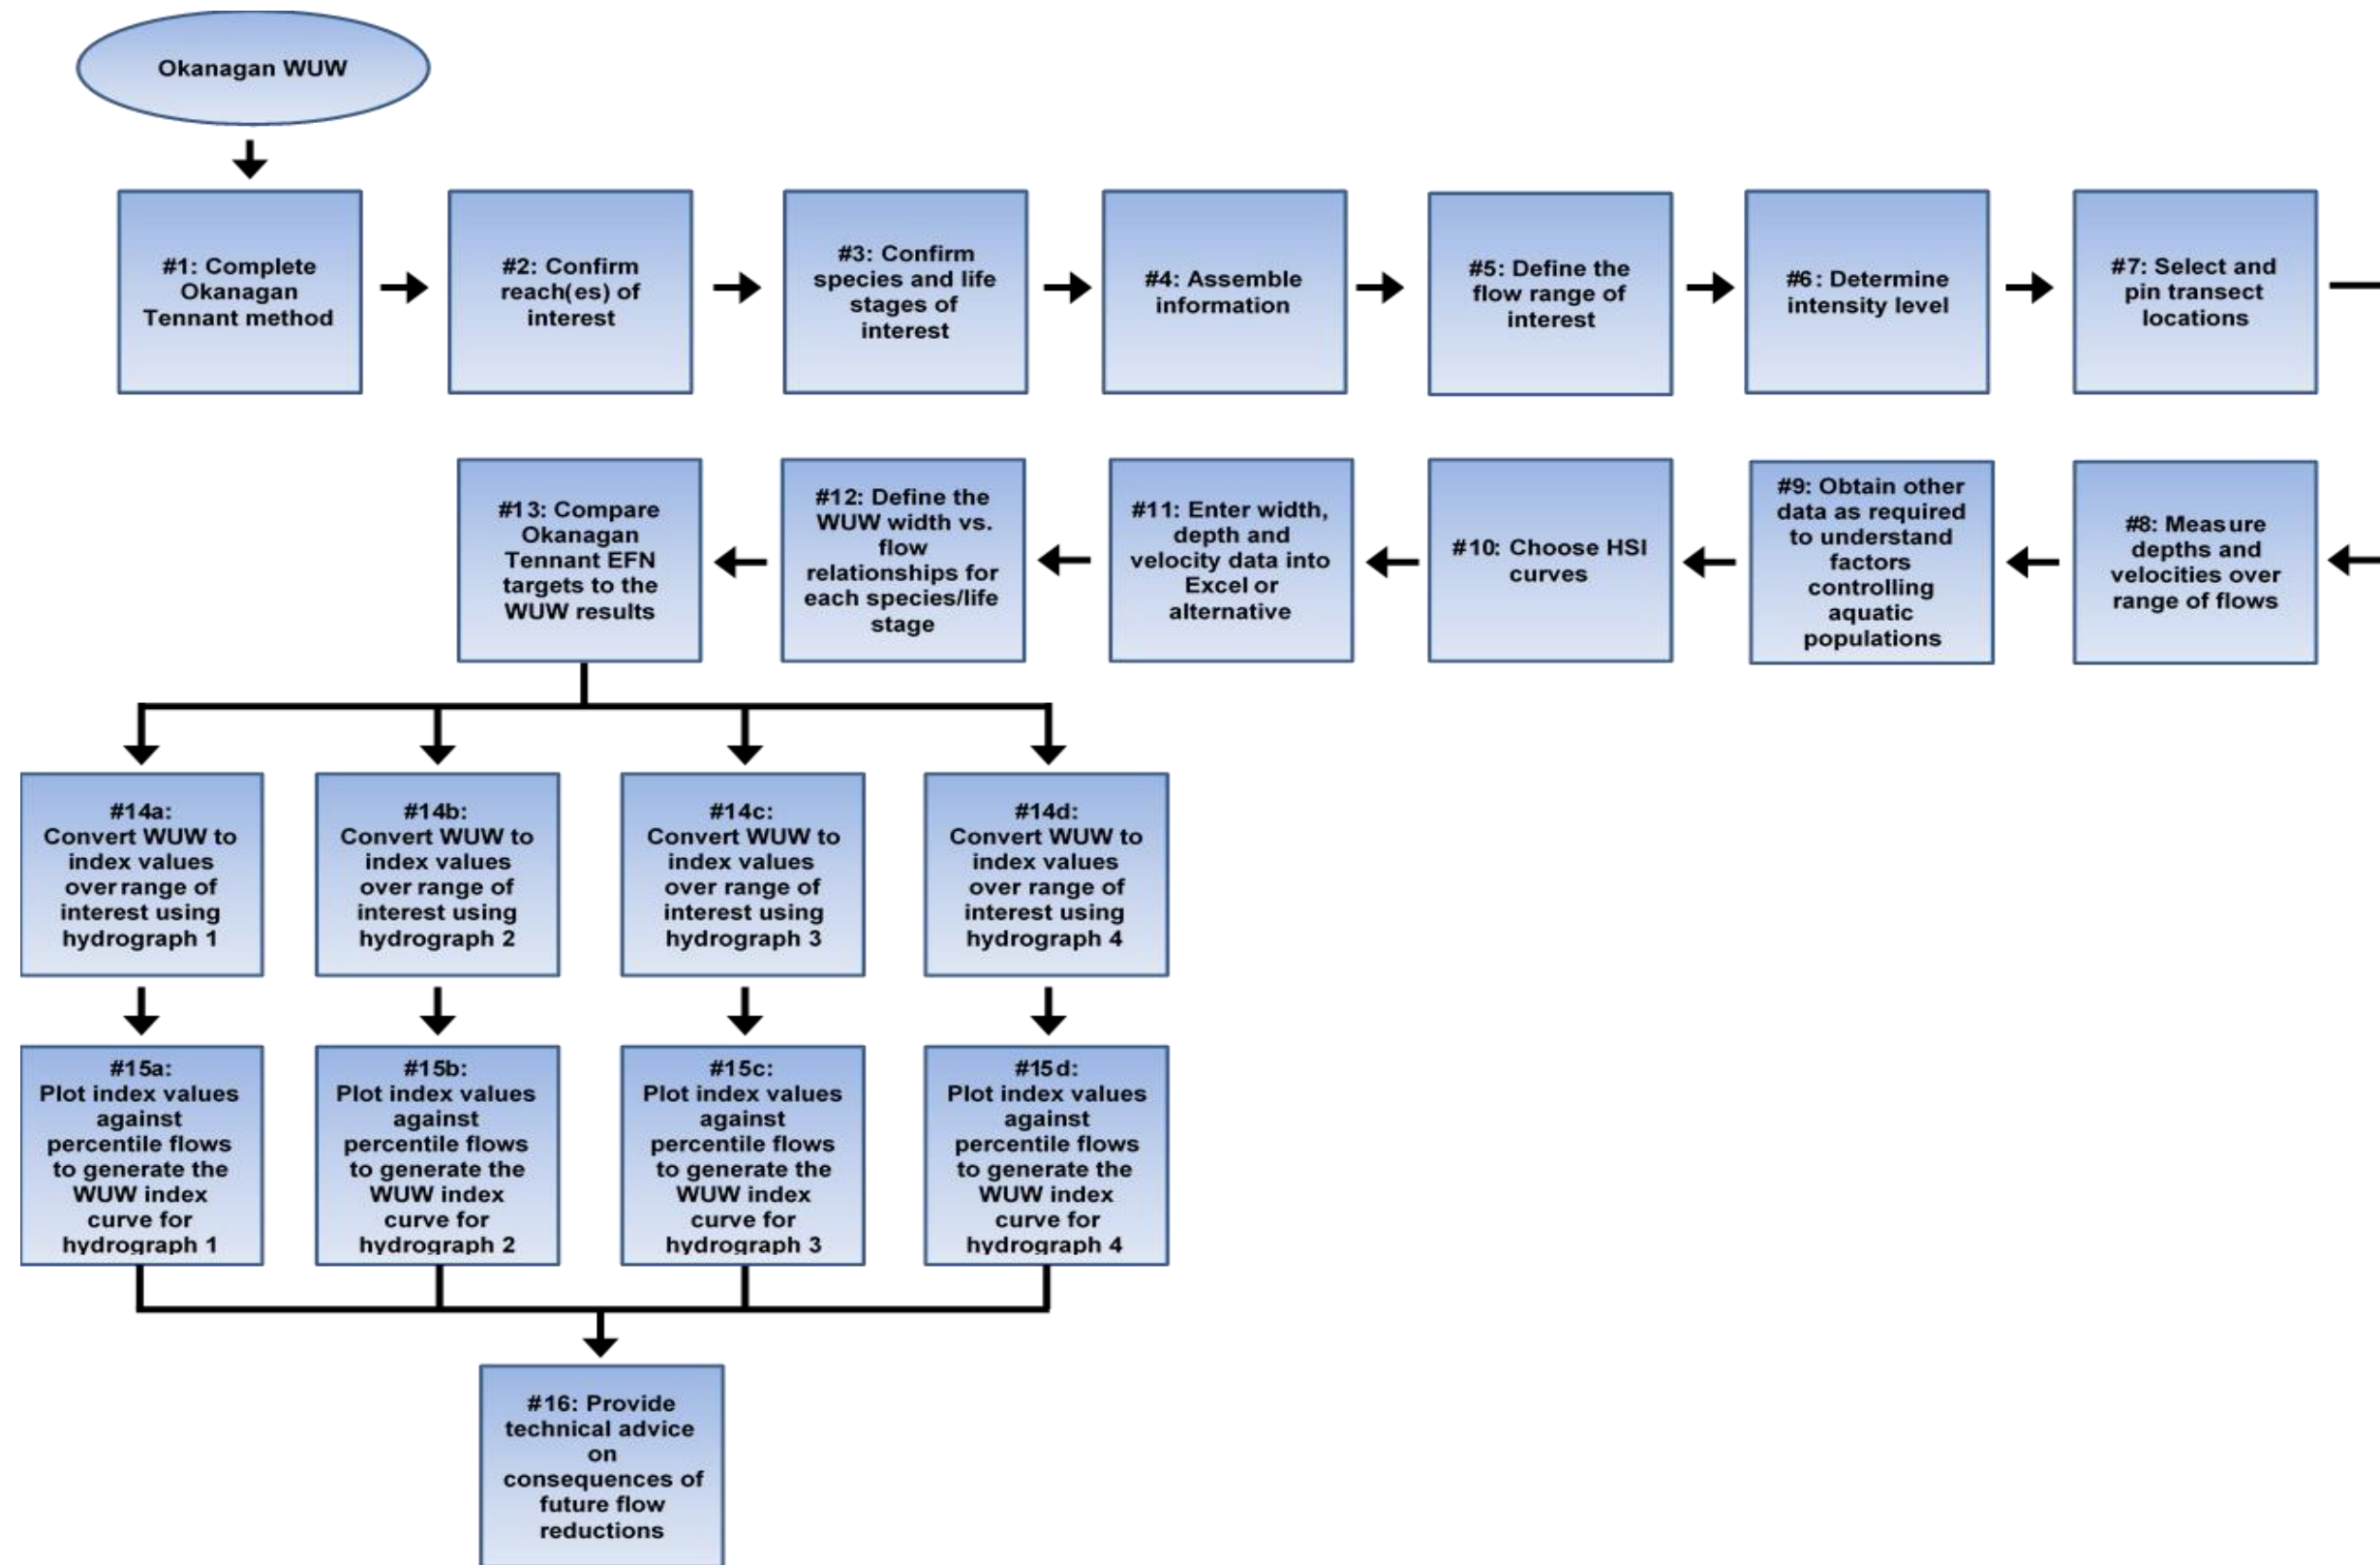 Okanagan WUW
#1: Complete
Okanagan
Tennant method
#2: Confirm
reach(es) of
interest
#3: Confirm
species and life
stages of
interest
#4: Assemble
information
#5: Define the
flow range of
interest
#6: Determine
intensity level
#7: Select and
pin transect
locations
#8: Measure
depths and
velocities over
range of flows
#9: Obtain other
data as required
to understand
factors
controlling
aquatic
populations
#10: Choose HSI
curves
#11: Enter width,
depth and
velocity data into
Excel or
alternative
#12: Define the
WUW width vs.
flow
relationships for
each species/life
stage
#13: Compare
Okanagan
Tennant EFN
targets to the
WUW results
#14a:
Convert WUW to
index values
over range of
interest using
hydrograph 1
#14b:
Convert WUW to
index values
over range of
interest using
hydrograph 2
#14c:
Convert WUW to
index values
over range of
interest using
hydrograph 3
#14d:
Convert WUW to
index values
over range of
interest using
hydrograph 4
#15a:
Plot index values
against
percentile flows
to generate the
WUW index
curve for
hydrograph 1
#15b:
Plot index values
against
percentile flows
to generate the
WUW index
curve for
hydrograph 2
#15c:
Plot index values
against
percentile flows
to generate the
WUW index
curve for
hydrograph 3
#15d:
Plot index values
against
percentile flows
to generate the
WUW index
curve for
hydrograph 4
#16: Provide
technical advice
on
consequences of
future flow
reductions